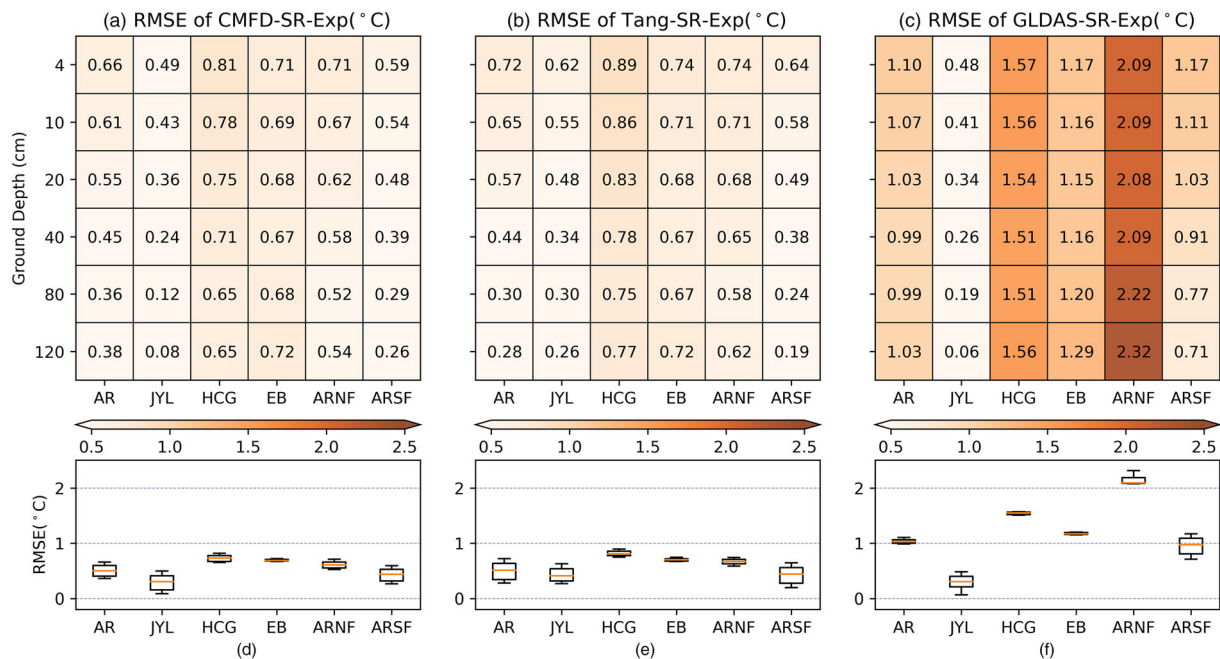 (a) RMSE of CMFD-SR-Exp(°C)
(b) RMSE of Tang-SR-Exp(°C)
(c) RMSE of GLDAS-SR-Exp(°C)
Ground Depth (cm)
4 0.66 0.49 0.81 0.71 0.71 0.59 0.72 0.62 0.89 0.74 0.74 0.64 1.10 0.48 1.57 1.17 2.09 1.17
10 0.61 0.43 0.78 0.69 0.67 0.54 0.65 0.55 0.86 0.71 0.71 0.58 1.07 0.41 1.56 1.16 2.09 1.11
20 0.55 0.36 0.75 0.68 0.62 0.48 0.57 0.48 0.83 0.68 0.68 0.49 1.03 0.34 1.54 1.15 2.08 1.03
40 0.45 0.24 0.71 0.67 0.58 0.39 0.44 0.34 0.78 0.67 0.65 0.38 0.99 0.26 1.51 1.16 2.09 0.91
80 0.36 0.12 0.65 0.68 0.52 0.29 0.30 0.30 0.75 0.67 0.58 0.24 0.99 0.19 1.51 1.20 2.22 0.77
120 0.38 0.08 0.65 0.72 0.54 0.26 0.28 0.26 0.77 0.72 0.62 0.19 1.03 0.06 1.56 1.29 2.32 0.71
AR JYL HCG EB ARNF ARSF AR JYL HCG EB ARNF ARSF AR JYL HCG EB ARNF ARSF
0.5 1.0 1.5 2.0 2.5 0.5 1.0 1.5 2.0 2.5 0.5 1.0 1.5 2.0 2.5
RMSE(°C)
2 2 2
1 1 1
0 0 0
AR JYL HCG EB ARNF ARSF AR JYL HCG EB ARNF ARSF AR JYL HCG EB ARNF ARSF
(d) (e) (f)